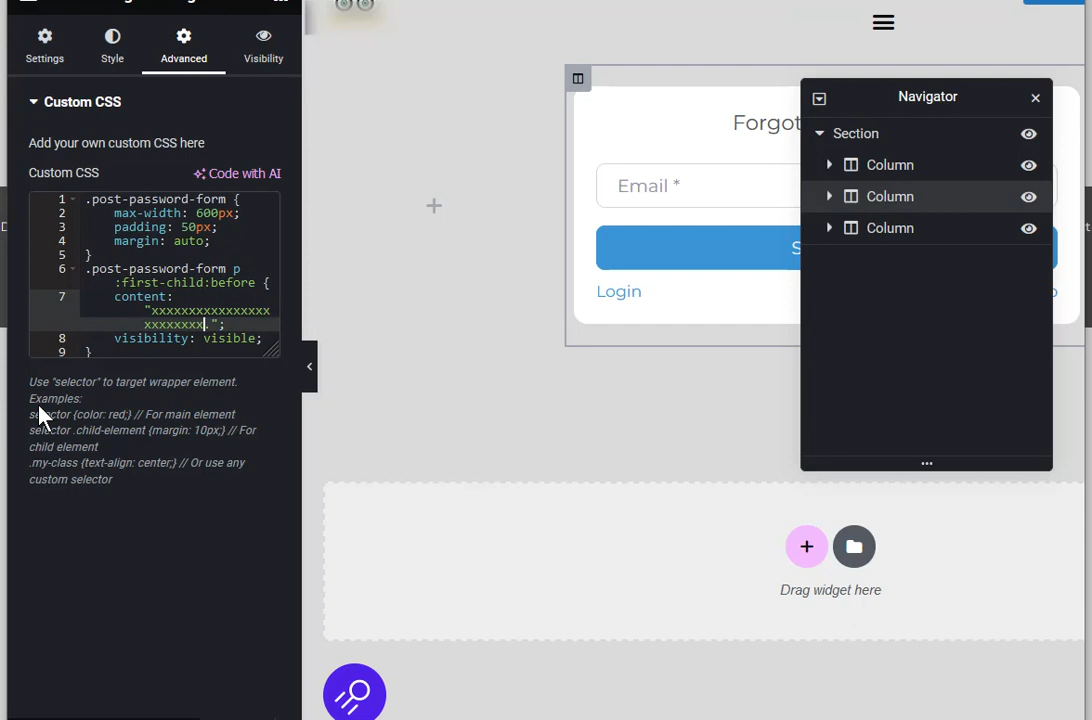 Settings
Style
Advanced
Visibility
Custom CSS
Add your own custom CSS here
Custom CSS
Code with AI
1 .post-password-form {
2 max-width: 600px;
3 padding: 50px;
4 margin: auto;
5 }
6 .post-password-form p
:first-child:before {
7 content:
"xxxxxxxxxxxxxxxx
xxxxxxxx.";
8 visibility: visible;
9 }
Use "selector" to target wrapper element.
Examples:
selector {color: red;} // For main element
selector .child-element {margin: 10px;} // For
child element
.my-class {text-align: center;} // Or use any
custom selector
Forgot
Email *
S
Login
Navigator
Section
Column
Column
Column
Drag widget here